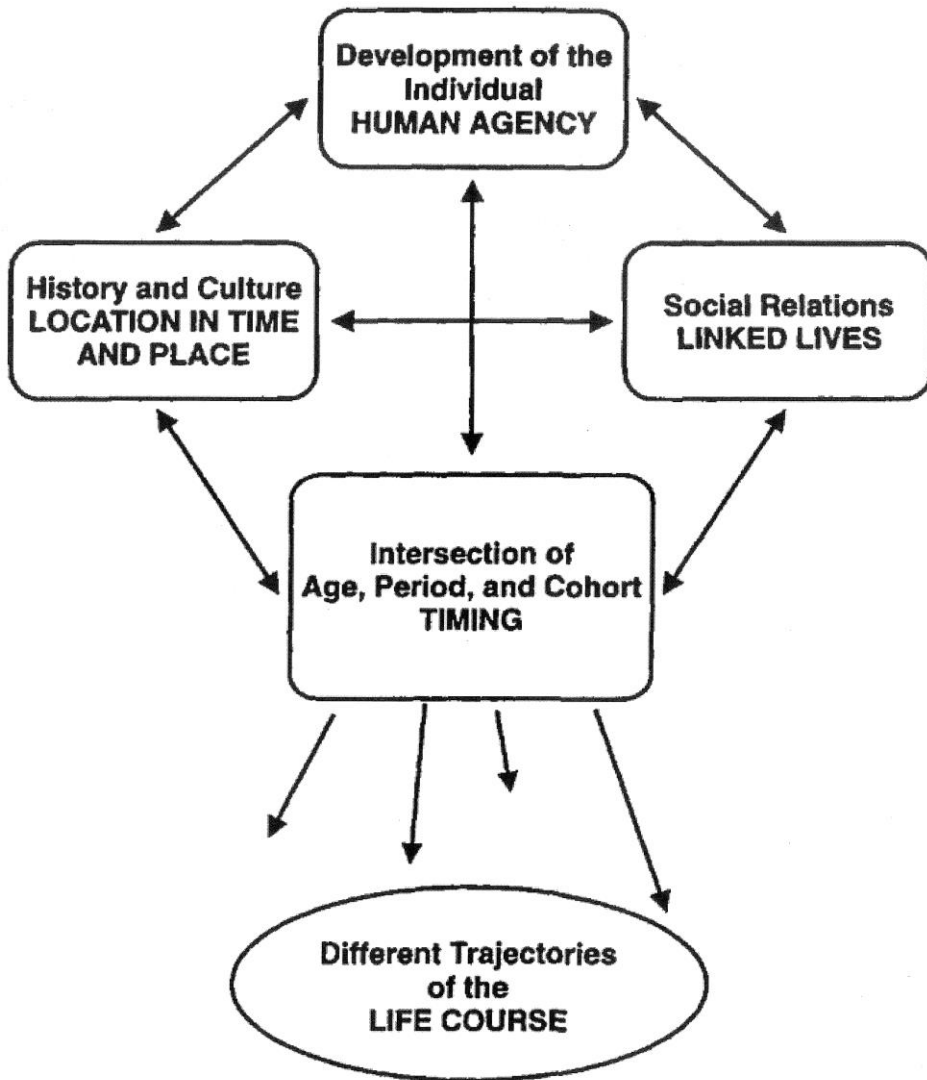 Development of the
Individual
HUMAN AGENCY
History and Culture
LOCATION IN TIME
AND PLACE
Social Relations
LINKED LIVES
Intersection of
Age, Period, and Cohort
TIMING
Different Trajectories
of the
LIFE COURSE